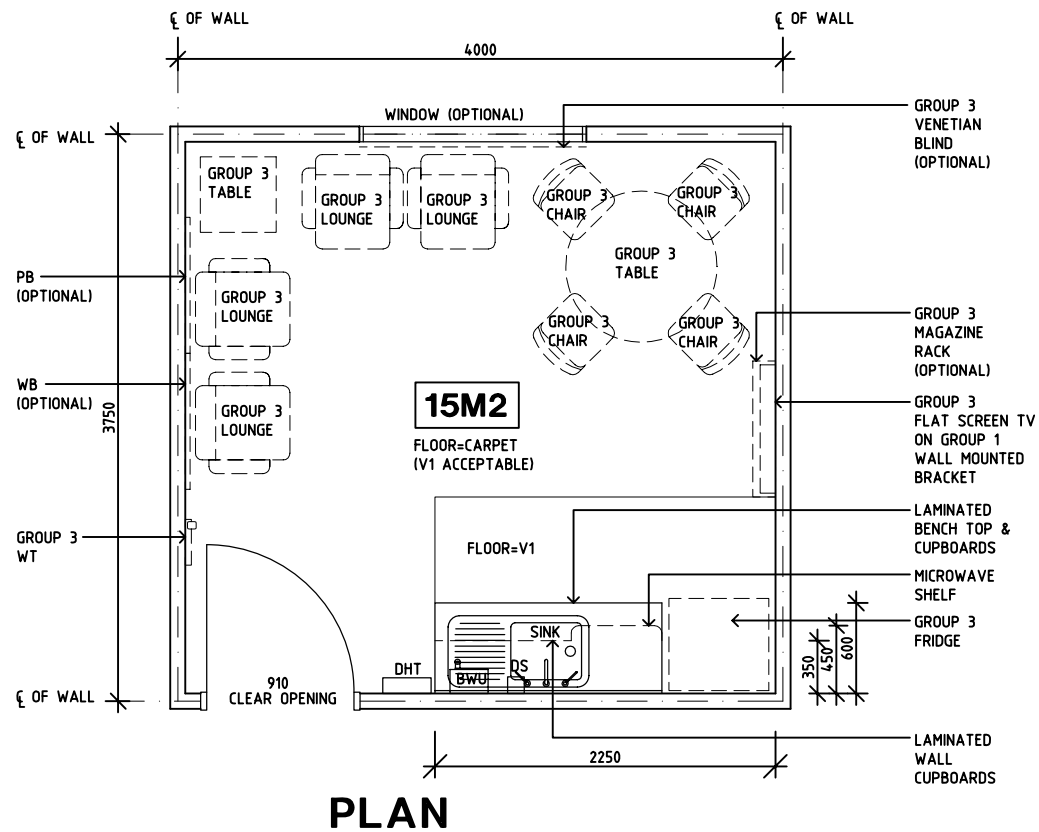 ℄ OF WALL
℄ OF WALL
4000
WINDOW (OPTIONAL)
GROUP 3
VENETIAN
BLIND
(OPTIONAL)
℄ OF WALL
GROUP 3
TABLE
GROUP 3
LOUNGE
GROUP 3
LOUNGE
GROUP 3
CHAIR
GROUP 3
CHAIR
GROUP 3
TABLE
PB
(OPTIONAL)
GROUP 3
LOUNGE
GROUP 3
CHAIR
GROUP 3
CHAIR
GROUP 3
MAGAZINE
RACK
(OPTIONAL)
WB
(OPTIONAL)
3750
GROUP 3
LOUNGE
15M2
FLOOR=CARPET
(V1 ACCEPTABLE)
GROUP 3
FLAT SCREEN TV
ON GROUP 1
WALL MOUNTED
BRACKET
GROUP 3
WT
FLOOR=V1
LAMINATED
BENCH TOP &
CUPBOARDS
MICROWAVE
SHELF
GROUP 3
FRIDGE
SINK
DHT
BWU
DS
350
450
600
℄ OF WALL
910
CLEAR OPENING
2250
LAMINATED
WALL
CUPBOARDS
PLAN